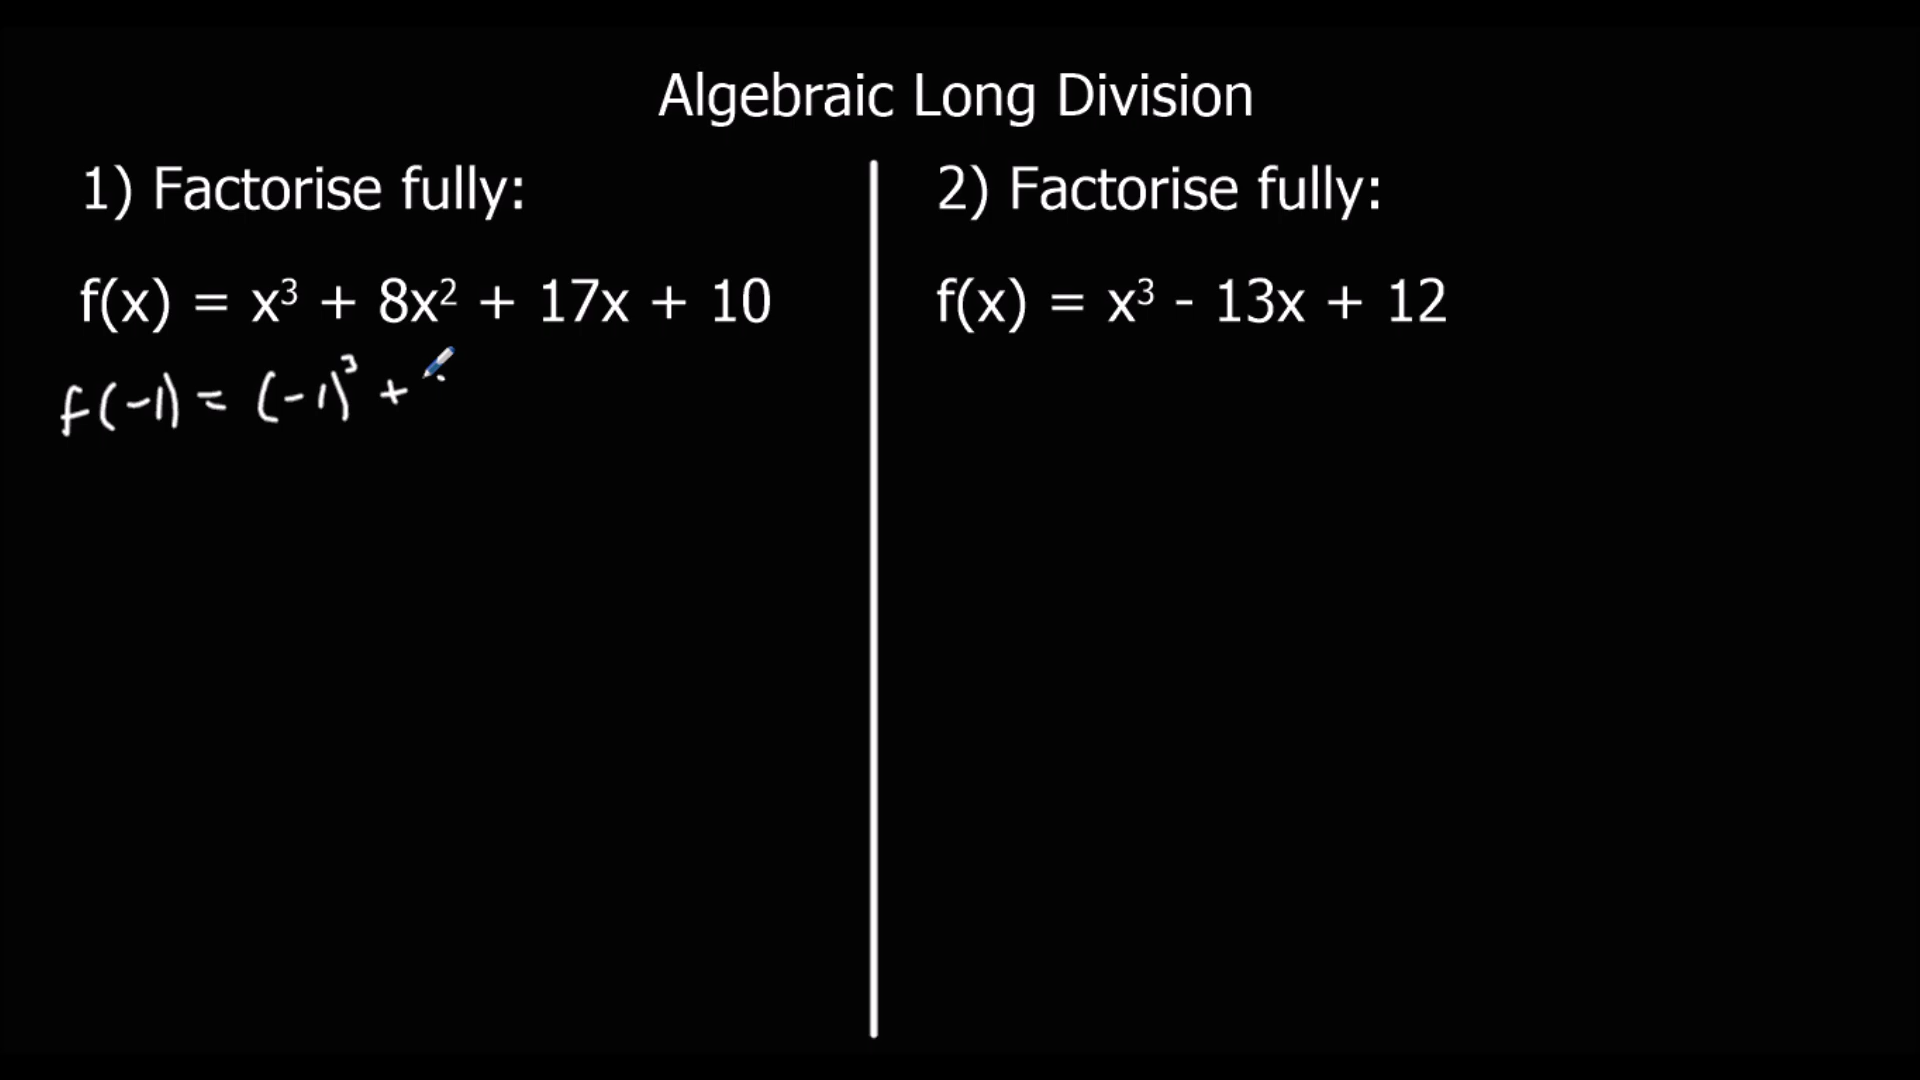 Algebraic Long Division
1) Factorise fully:
f(x) = x³ + 8x² + 17x + 10
f(-1) = (-1)³ +
2) Factorise fully:
f(x) = x³ - 13x + 12